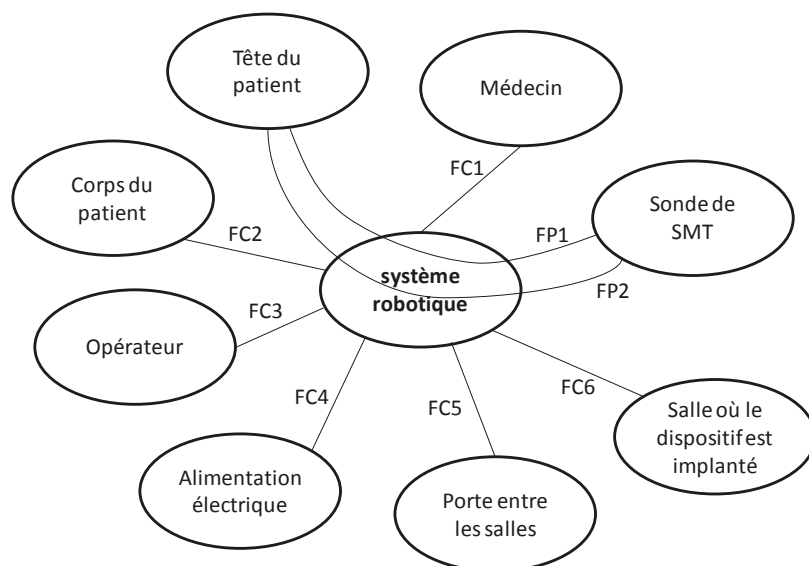 Tête du
patient
Médecin
FC1
Corps du
patient
Sonde de
SMT
FC2
FP1
système
robotique
FP2
FC3
Opérateur
FC4
FC5
FC6
Salle où le
dispositif est
implanté
Alimentation
électrique
Porte entre
les salles